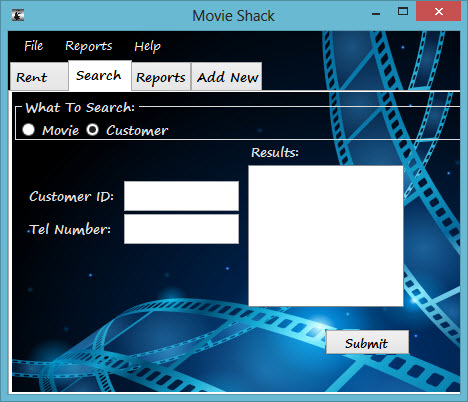 Movie Shack
File Reports Help
Rent Search Reports Add New
What To Search:
Movie Customer
Results:
Customer ID:
Tel Number:
Submit